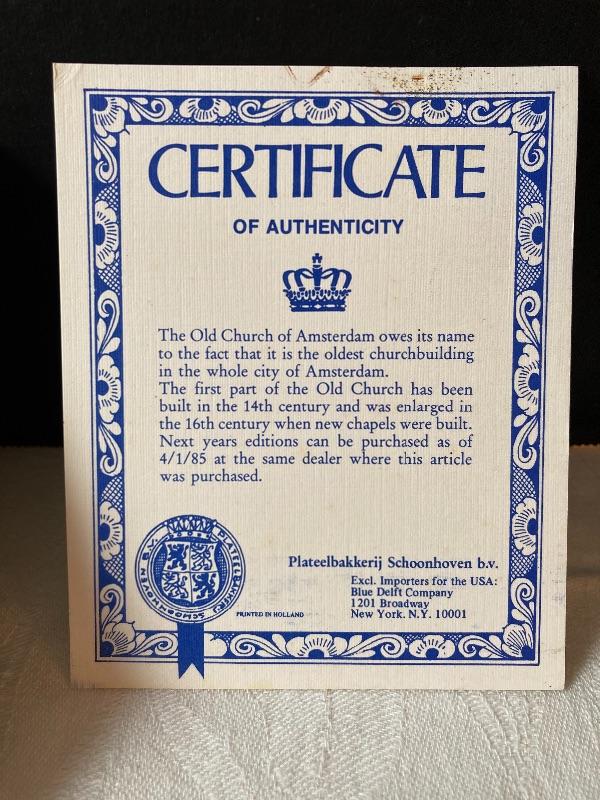 CERTIFICATE
OF AUTHENTICITY
The Old Church of Amsterdam owes its name
to the fact that it is the oldest churchbuilding
in the whole city of Amsterdam.
The first part of the Old Church has been
built in the 14th century and was enlarged in
the 16th century when new chapels were built.
Next years editions can be purchased as of
4/1/85 at the same dealer where this article
was purchased.
PLATEELBAKKERIJ SCHOONHOVEN B.V.
PRINTED IN HOLLAND
Plateelbakkerij Schoonhoven b.v.
Excl. Importers for the USA:
Blue Delft Company
1201 Broadway
New York. N.Y. 10001